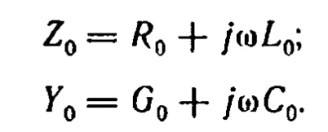 Z₀ = R₀ + jωL₀;
Y₀ = G₀ + jωC₀.